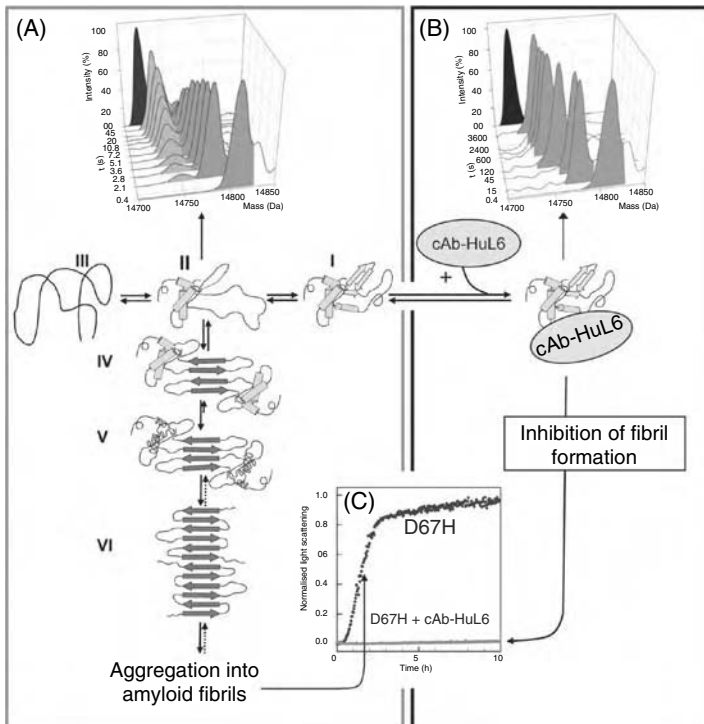 (A)
100
80
60
40
20
00
Intensity (%)
45
20
10.8
7.2
5.1
3.6
2.8
2.1
0.4
t (s)
14700
14750
14800
14850
Mass (Da)
(B)
100
80
60
40
20
00
Intensity (%)
3600
2400
600
120
45
15
0.4
t (s)
14700
14750
14800
14850
Mass (Da)
III
II
I
cAb-HuL6
+
cAb-HuL6
IV
V
VI
Inhibition of fibril
formation
(C)
1.0
0.8
0.6
0.4
0.2
0.0
Normalised light scattering
D67H
D67H + cAb-HuL6
0
2
4
6
8
10
Time (h)
Aggregation into
amyloid fibrils